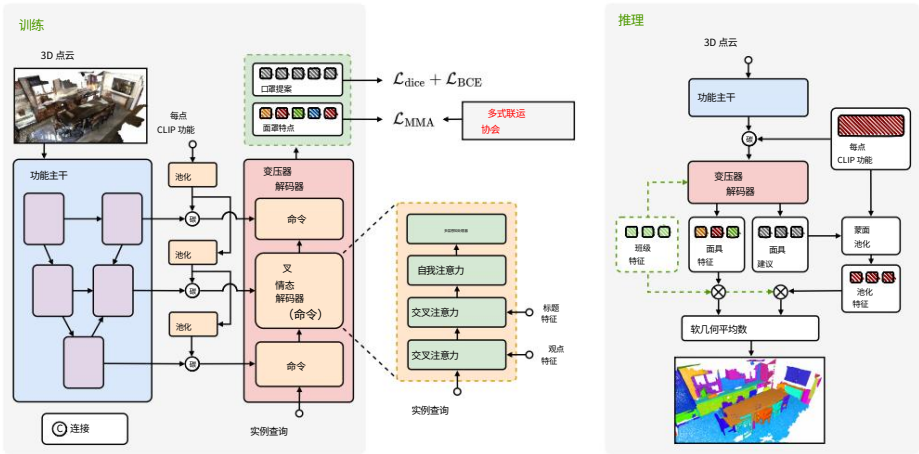 训练
3D 点云
每点
CLIP 功能
功能主干
池化
碳
池化
碳
池化
碳
C 连接
口罩提案
面罩特点
变压器
解码器
命令
叉
情态
解码器
(命令)
命令
实例查询
ℒdice + ℒBCE
ℒMMA
多式联运
协会
自我注意力
交叉注意力
交叉注意力
标题
特征
观点
特征
实例查询
推理
3D 点云
功能主干
碳
每点
CLIP 功能
变压器
解码器
班级
特征
面具
特征
面具
建议
蒙面
池化
池化
特征
软几何平均数